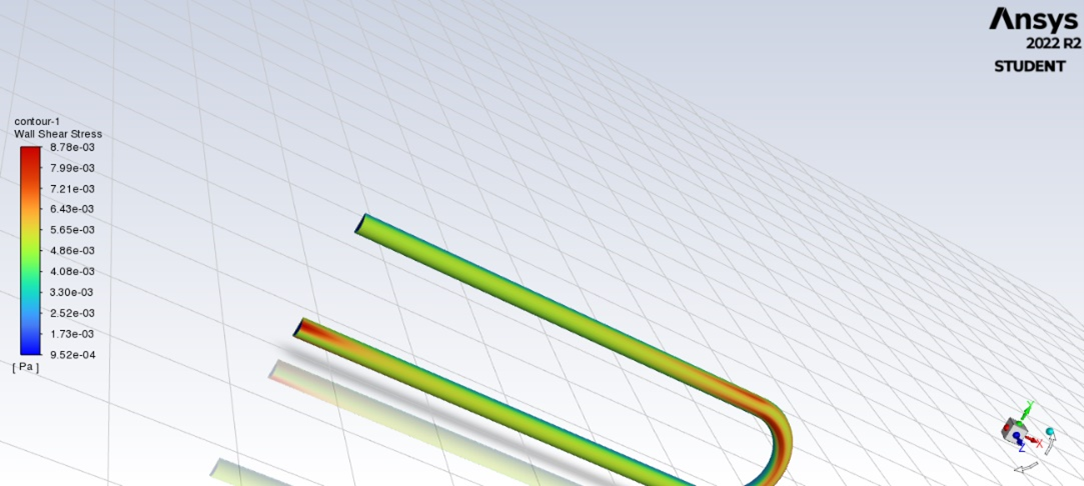 Ansys
2022 R2
STUDENT
contour-1
Wall Shear Stress
8.78e-03
7.99e-03
7.21e-03
6.43e-03
5.65e-03
4.86e-03
4.08e-03
3.30e-03
2.52e-03
1.73e-03
9.52e-04
[ Pa ]
Y
X
Z